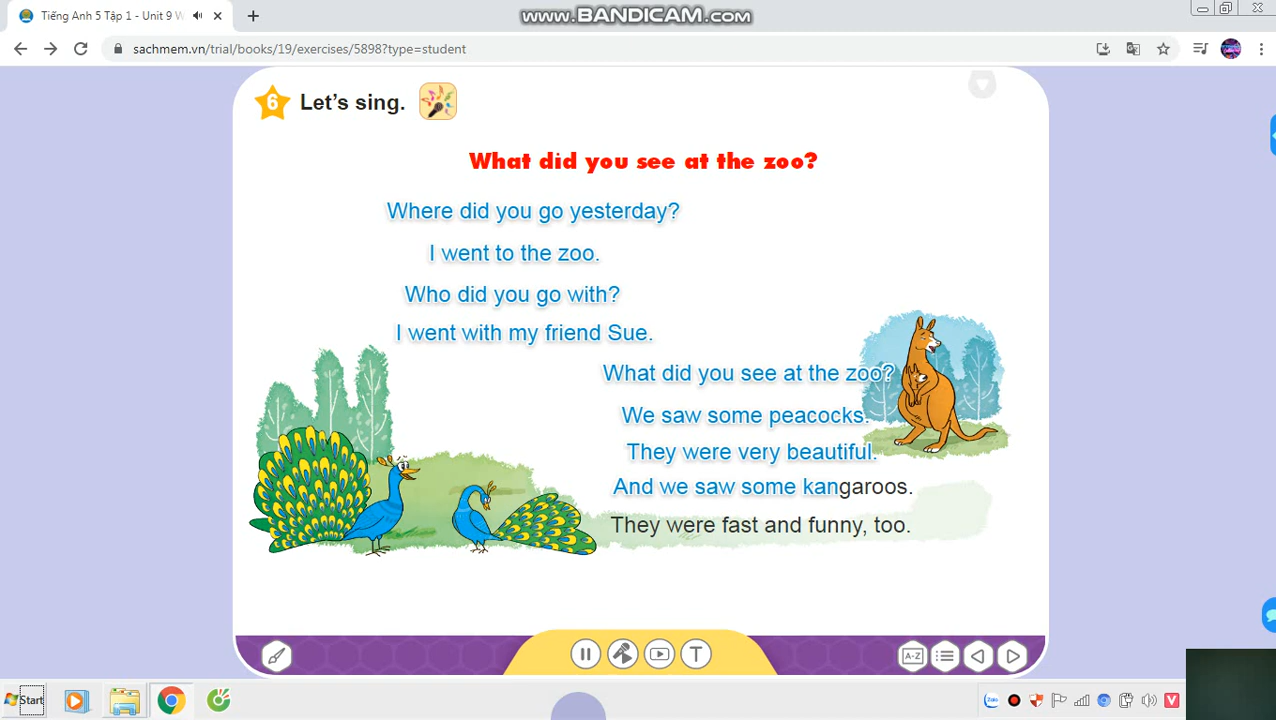 www.BANDICAM.com
Tiếng Anh 5 Tập 1 - Unit 9 W
sachmem.vn/trial/books/19/exercises/5898?type=student
6 Let's sing.
What did you see at the zoo?
Where did you go yesterday?
I went to the zoo.
Who did you go with?
I went with my friend Sue.
What did you see at the zoo?
We saw some peacocks.
They were very beautiful.
And we saw some kangaroos.
They were fast and funny, too.
T
A-Z
Start
Zalo
V